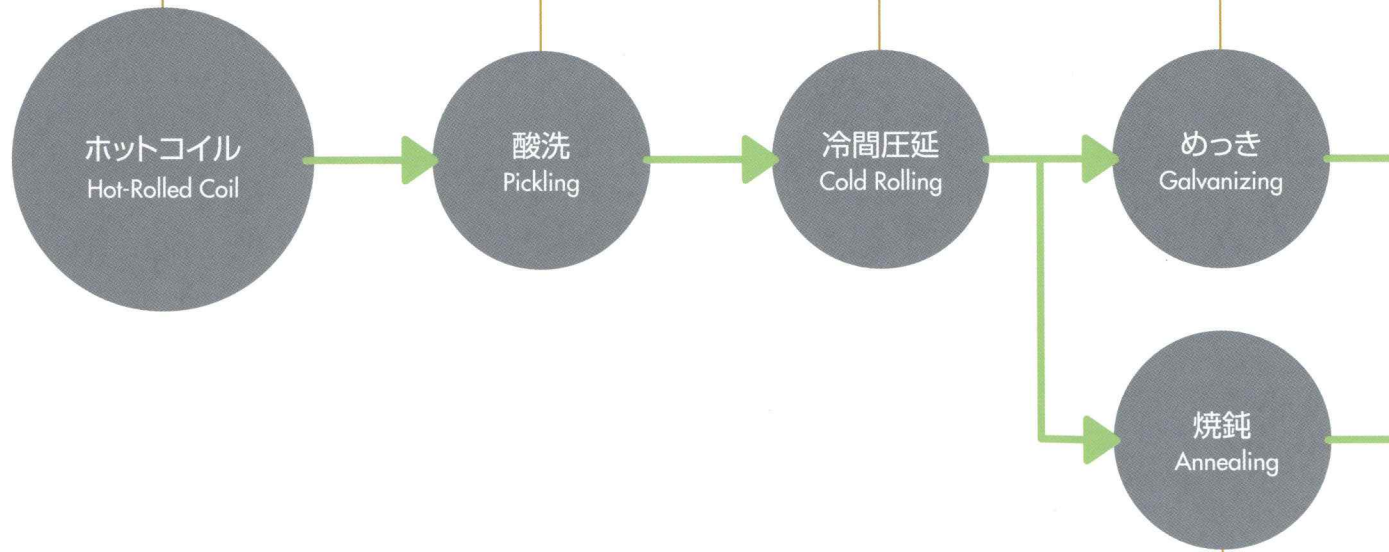 ホットコイル
Hot-Rolled Coil
酸洗
Pickling
冷間圧延
Cold Rolling
めっき
Galvanizing
焼鈍
Annealing